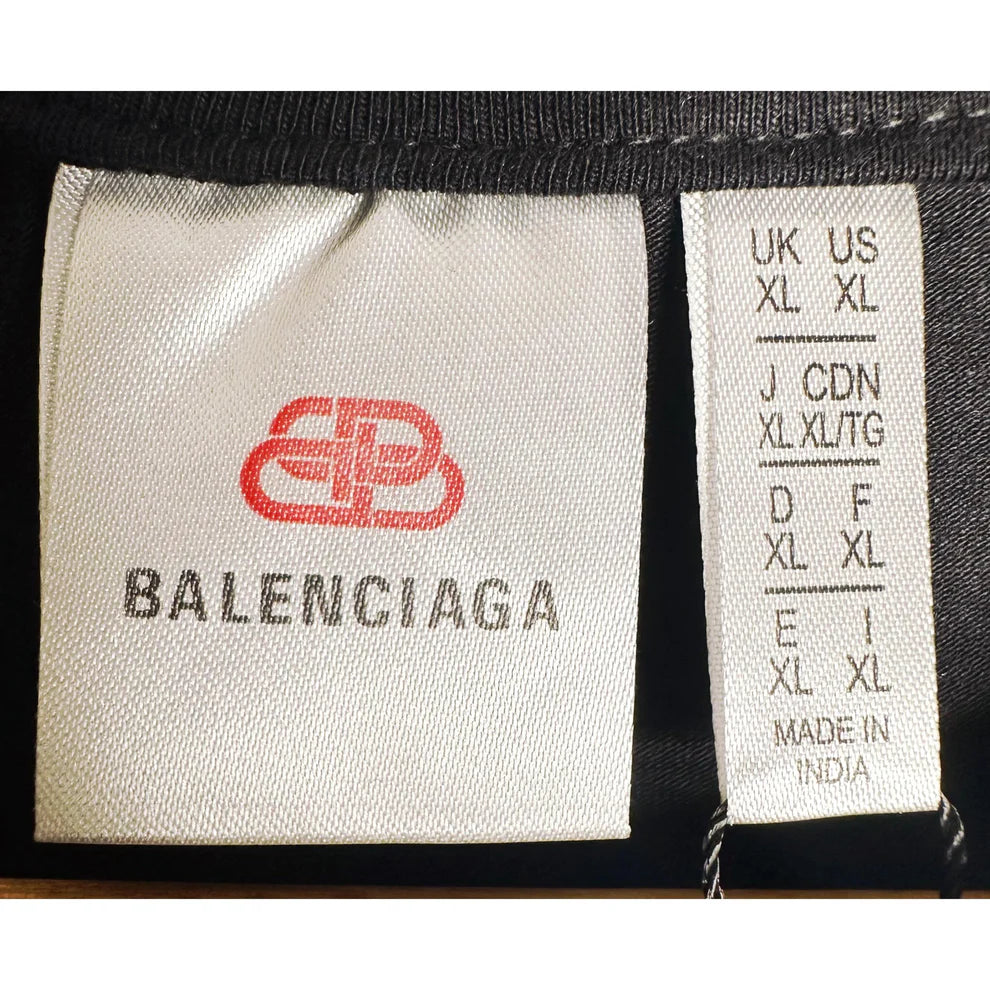 BALENCIAGA
UK US
XL XL
J CDN
XL XL/TG
D F
XL XL
E I
XL XL
MADE IN
INDIA